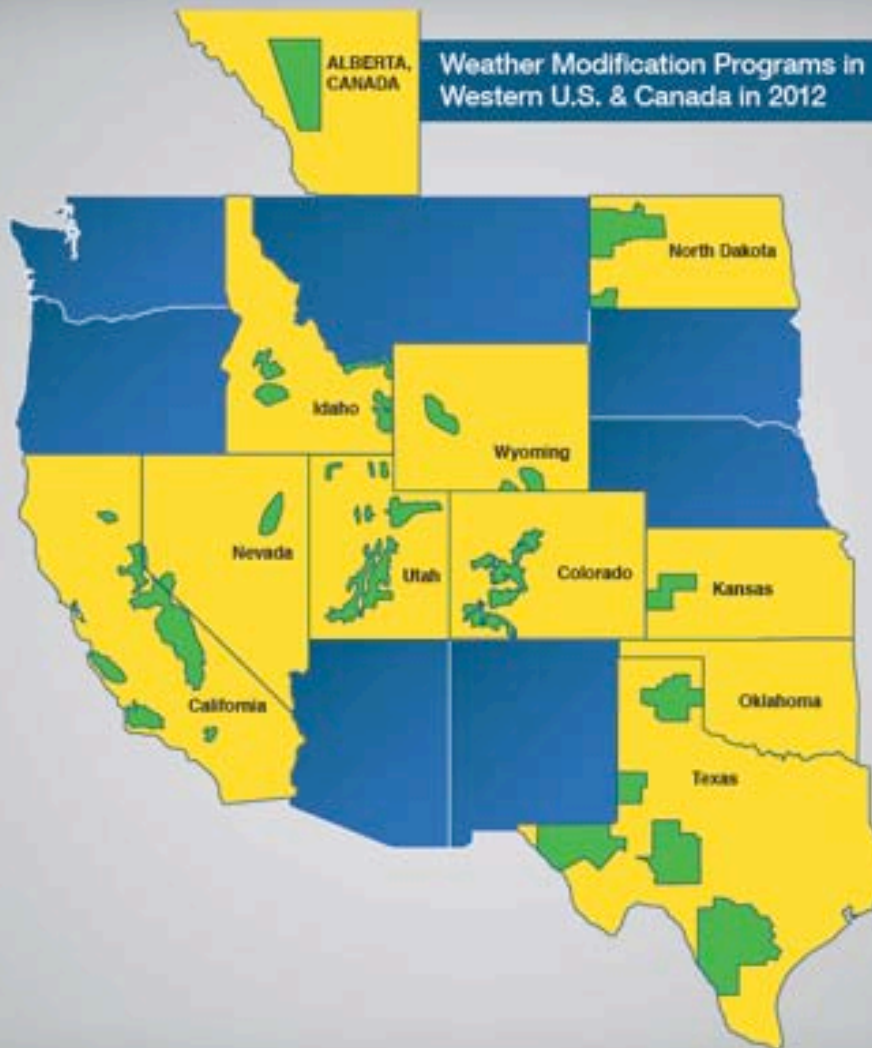 ALBERTA,
CANADA
Weather Modification Programs in
Western U.S. & Canada in 2012
North Dakota
Idaho
Wyoming
Nevada
Utah
Colorado
Kansas
California
Oklahoma
Texas